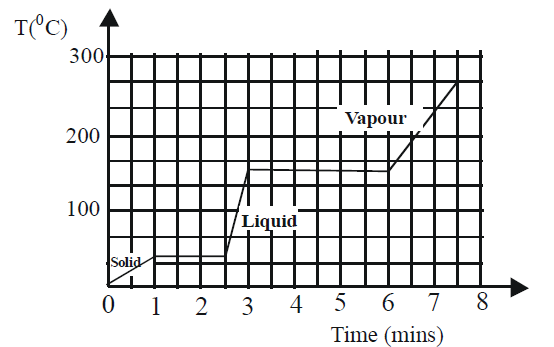 T(⁰C)
300
Vapour
200
100
Liquid
Solid
0 1 2 3 4 5 6 7 8
Time (mins)